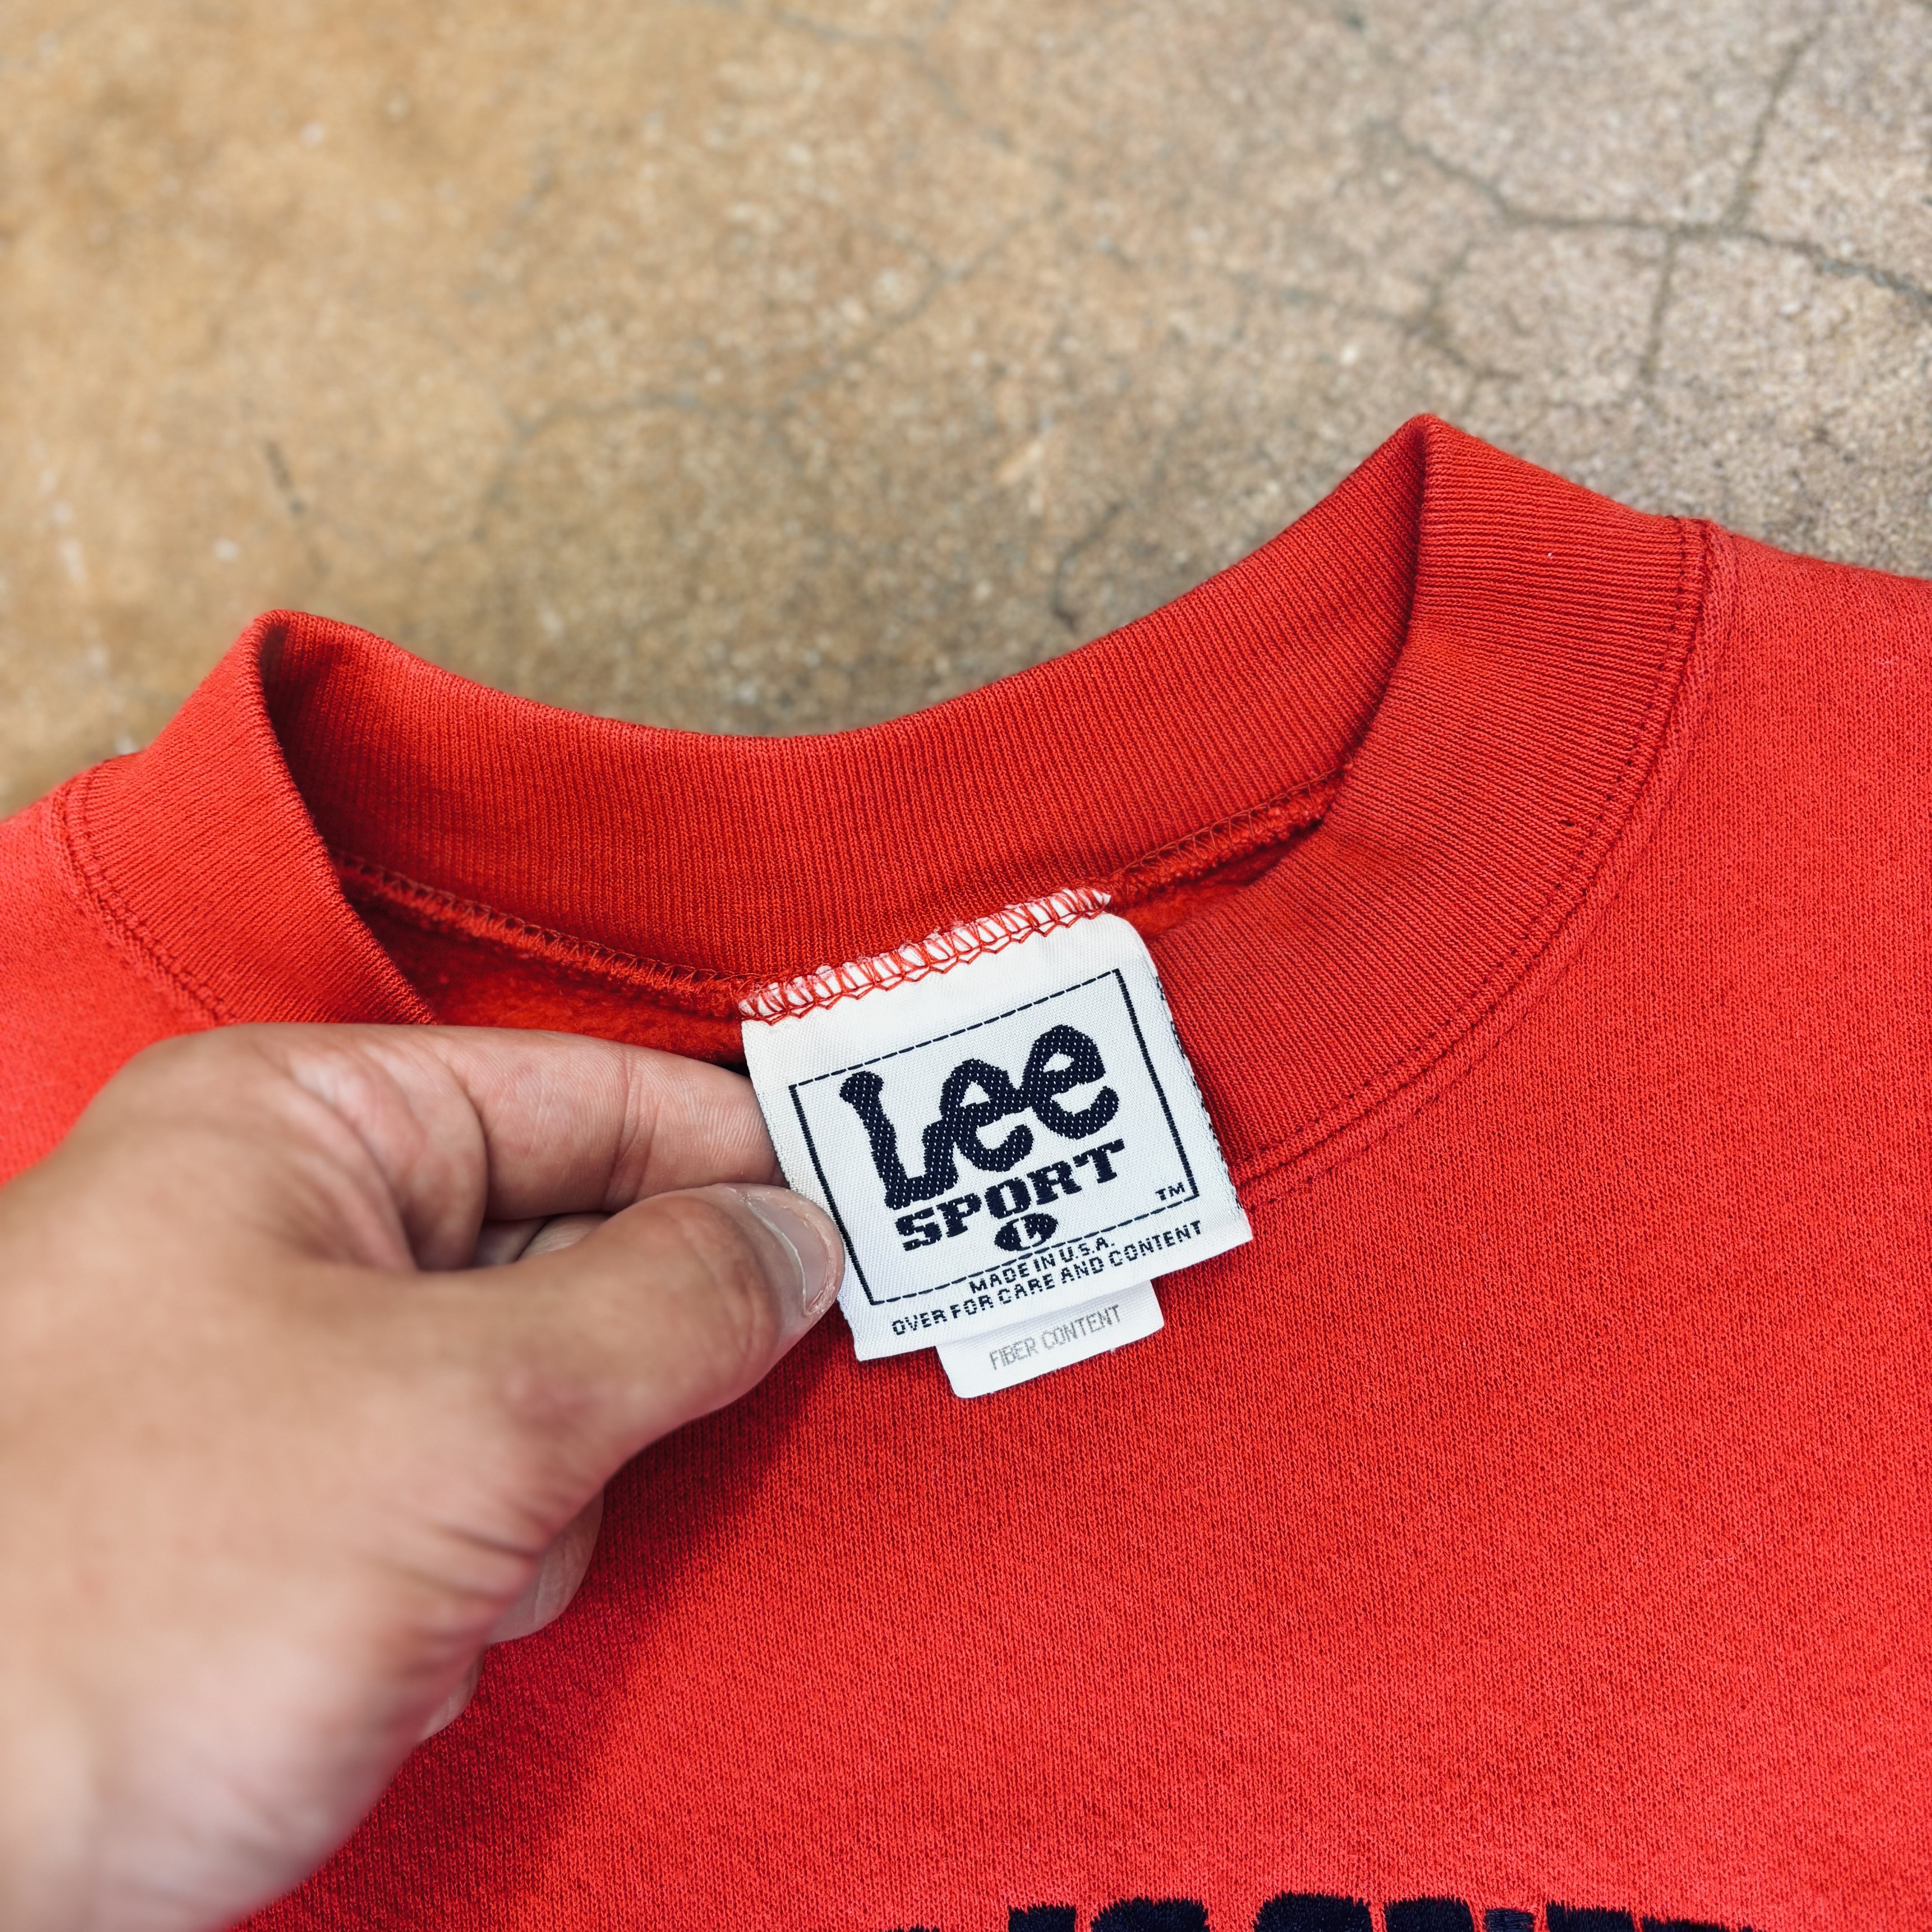 Lee
SPORT
L
TM
MADE IN U.S.A.
OVER FOR CARE AND CONTENT
FIBER CONTENT